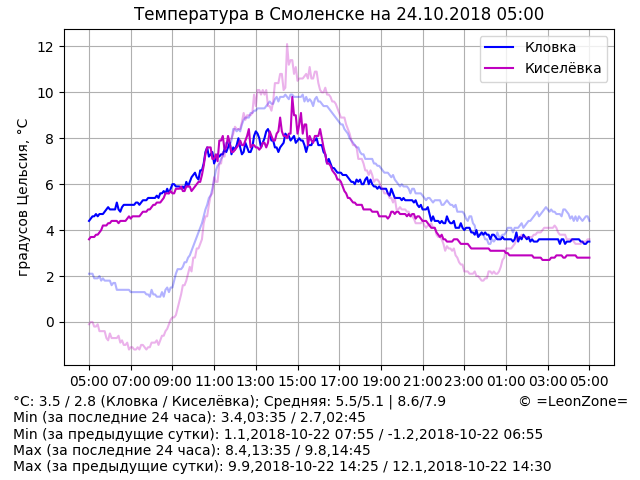 Температура в Смоленске на 24.10.2018 05:00
Кловка
Киселёвка
градусов Цельсия, °C
12
10
8
6
4
2
0
05:00 07:00 09:00 11:00 13:00 15:00 17:00 19:00 21:00 23:00 01:00 03:00 05:00
°C: 3.5 / 2.8 (Кловка / Киселёвка); Средняя: 5.5/5.1 | 8.6/7.9 © =LeonZone=
Min (за последние 24 часа): 3.4,03:35 / 2.7,02:45
Min (за предыдущие сутки): 1.1,2018-10-22 07:55 / -1.2,2018-10-22 06:55
Max (за последние 24 часа): 8.4,13:35 / 9.8,14:45
Max (за предыдущие сутки): 9.9,2018-10-22 14:25 / 12.1,2018-10-22 14:30